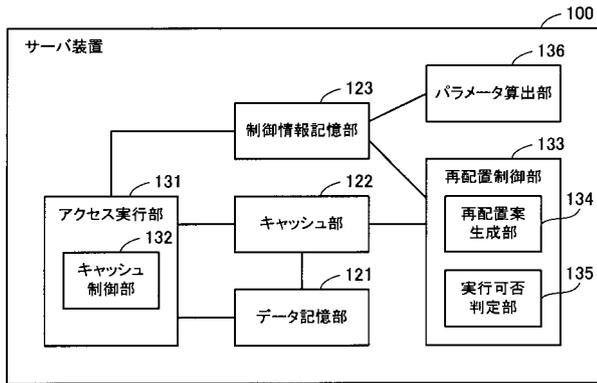 100
サーバ装置
136
パラメータ算出部
123
制御情報記憶部
133
再配置制御部
131
アクセス実行部
122
キャッシュ部
134
再配置案
生成部
132
キャッシュ
制御部
121
データ記憶部
135
実行可否
判定部